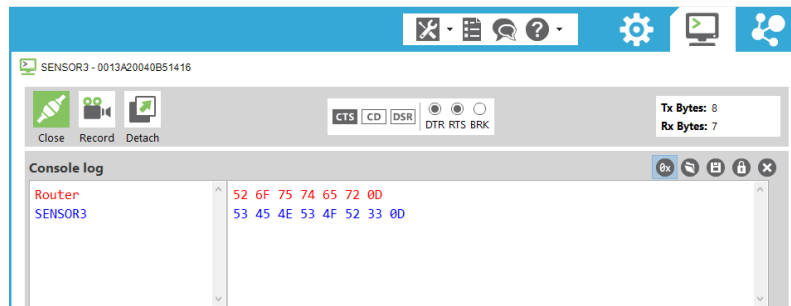 SENSOR3 - 0013A20040B51416
Close Record Detach
CTS CD DSR DTR RTS BRK
Tx Bytes: 8
Rx Bytes: 7
Console log
0x
Router 52 6F 75 74 65 72 0D
SENSOR3 53 45 4E 53 4F 52 33 0D